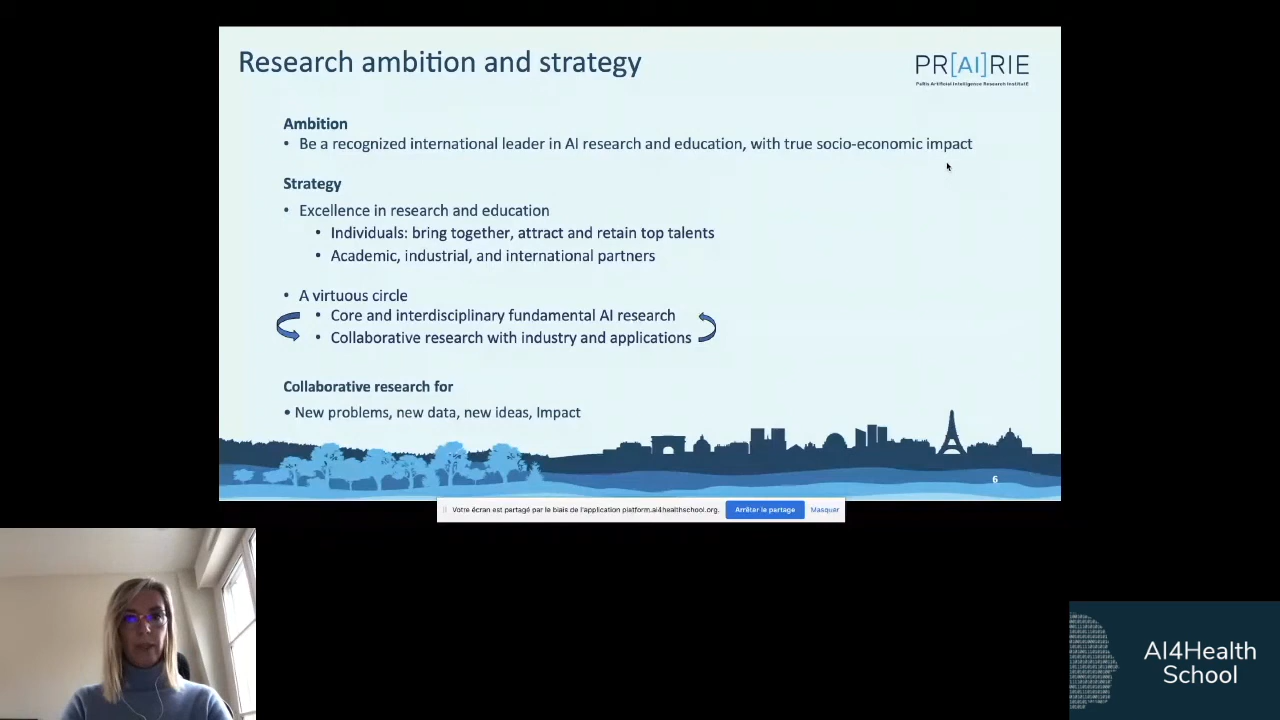 Research ambition and strategy
PR[AI]RIE
PaRis Artificial Intelligence Research InstitutE
Ambition
• Be a recognized international leader in AI research and education, with true socio-economic impact
Strategy
• Excellence in research and education
• Individuals: bring together, attract and retain top talents
• Academic, industrial, and international partners
• A virtuous circle
• Core and interdisciplinary fundamental AI research
• Collaborative research with industry and applications
Collaborative research for
• New problems, new data, new ideas, Impact
6
Votre écran est partagé par le biais de l'application platform.ai4healthschool.org.
Arrêter le partage
Masquer
AI4Health
School